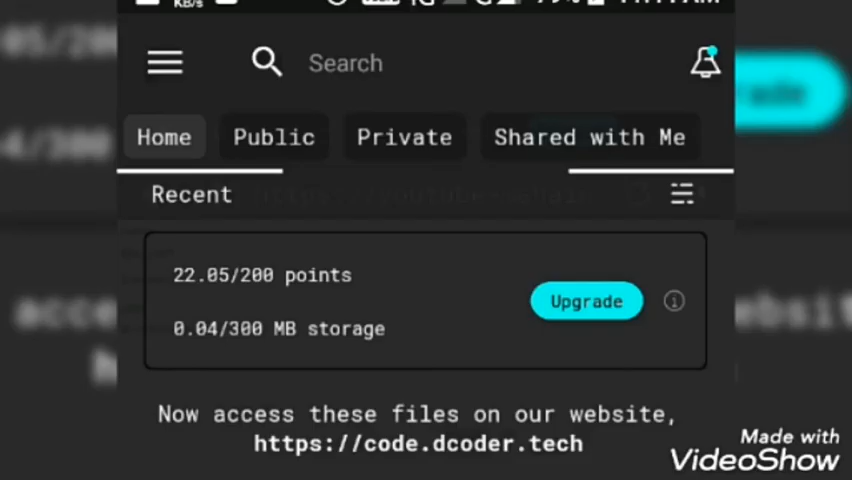 KB/s
Search
Home Public Private Shared with Me
Recent
22.05/200 points
Upgrade
0.04/300 MB storage
Now access these files on our website,
https://code.dcoder.tech
Made with
VideoShow